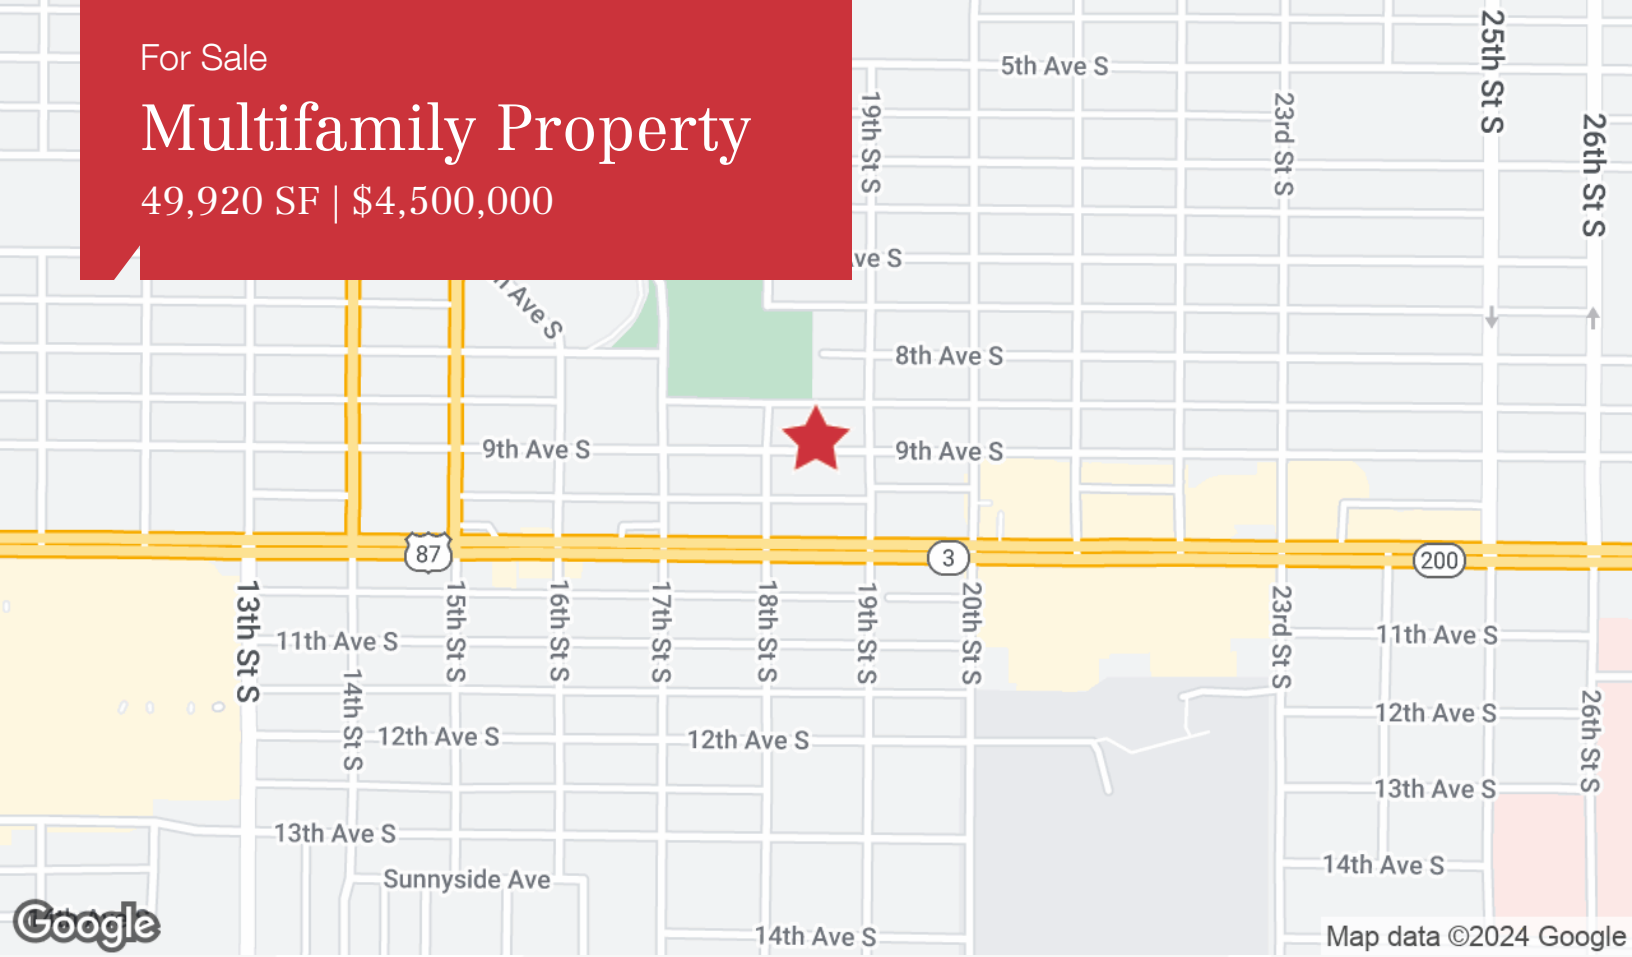 For Sale
Multifamily Property
49,920 SF | $4,500,000
5th Ave S
25th St S
26th St S
19th St S
23rd St S
Ave S
Ave S
8th Ave S
9th Ave S
9th Ave S
87
3
200
13th St S
15th St S
16th St S
17th St S
18th St S
19th St S
20th St S
23rd St S
11th Ave S
11th Ave S
14th St S
12th Ave S
12th Ave S
12th Ave S
26th St S
13th Ave S
13th Ave S
14th Ave S
Sunnyside Ave
14th Ave S
14th Ave S
Google
Map data ©2024 Google